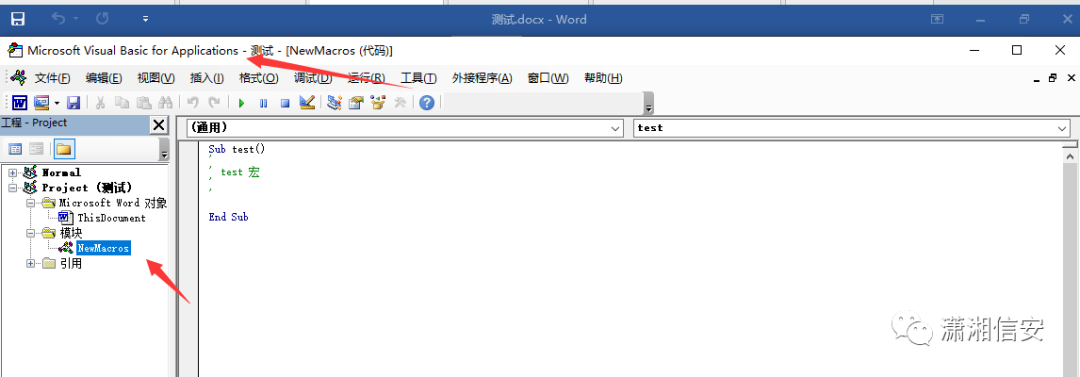 测试.docx - Word
Microsoft Visual Basic for Applications - 测试 - [NewMacros (代码)]
文件(F) 编辑(E) 视图(V) 插入(I) 格式(O) 调试(D) 运行(R) 工具(T) 外接程序(A) 窗口(W) 帮助(H)
工程 - Project
(通用) test
Normal
Project (测试)
Microsoft Word 对象
ThisDocument
模块
NewMacros
引用
Sub test()
'
' test 宏
'
'
End Sub
潇湘信安